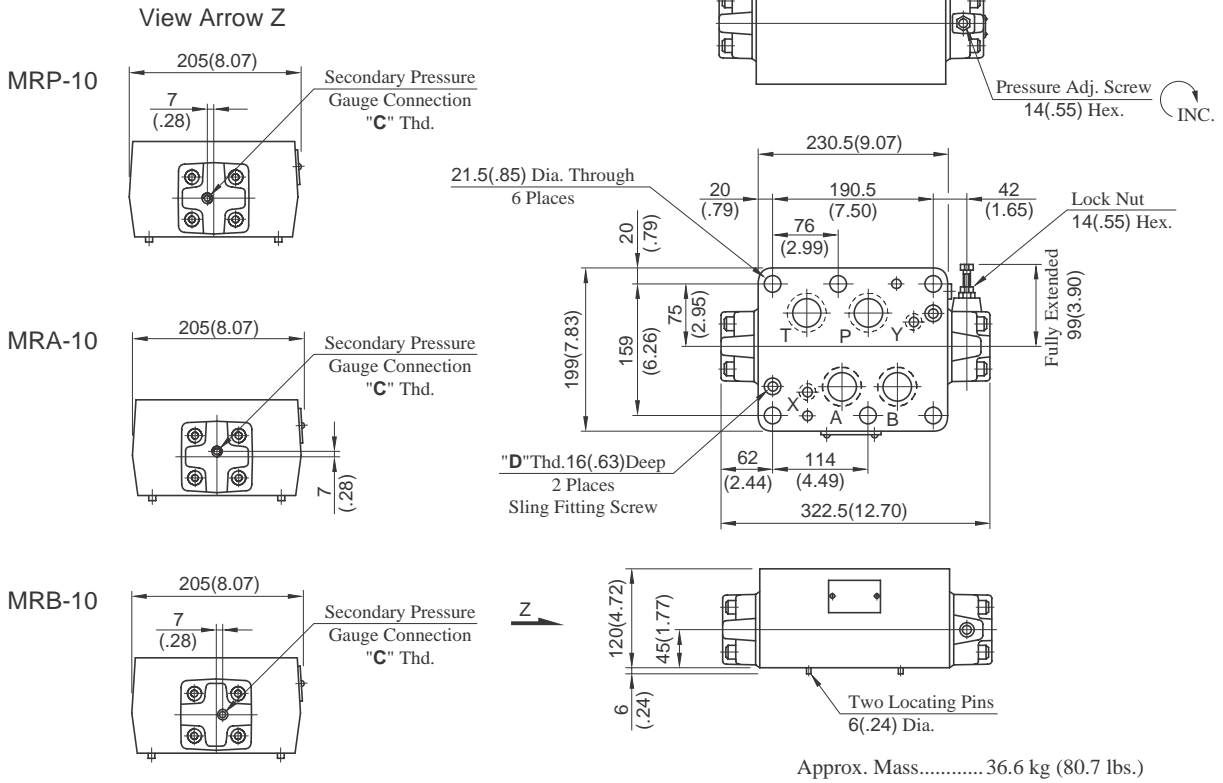 View Arrow Z
MRP-10
205(8.07)
7
(.28)
Secondary Pressure
Gauge Connection
"C" Thd.
Pressure Adj. Screw
14(.55) Hex.
INC.
230.5(9.07)
21.5(.85) Dia. Through
6 Places
20
(.79)
190.5
(7.50)
42
(1.65)
76
(2.99)
Lock Nut
14(.55) Hex.
20
(.79)
Fully Extended
99(3.90)
75
(2.95)
159
(6.26)
199(7.83)
T P Y
X A B
"D"Thd.16(.63)Deep
2 Places
Sling Fitting Screw
62
(2.44)
114
(4.49)
322.5(12.70)
MRA-10
205(8.07)
Secondary Pressure
Gauge Connection
"C" Thd.
7
(.28)
MRB-10
205(8.07)
7
(.28)
Secondary Pressure
Gauge Connection
"C" Thd.
Z
120(4.72)
45(1.77)
6
(.24)
Two Locating Pins
6(.24) Dia.
Approx. Mass............ 36.6 kg (80.7 lbs.)